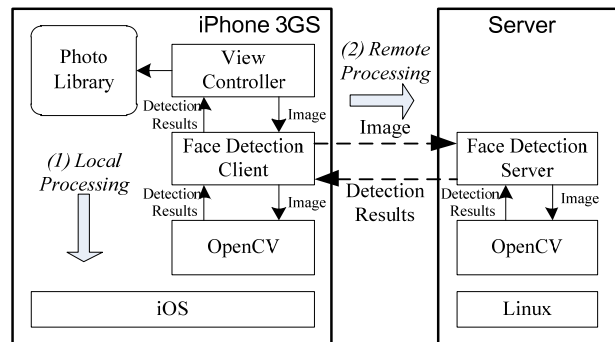 iPhone 3GS
Server
Photo
Library
View
Controller
(2) Remote
Processing
Detection
Results
Image
Image
(1) Local
Processing
Face Detection
Client
Face Detection
Server
Detection
Results
Image
Detection
Results
Detection
Results
Image
OpenCV
OpenCV
iOS
Linux